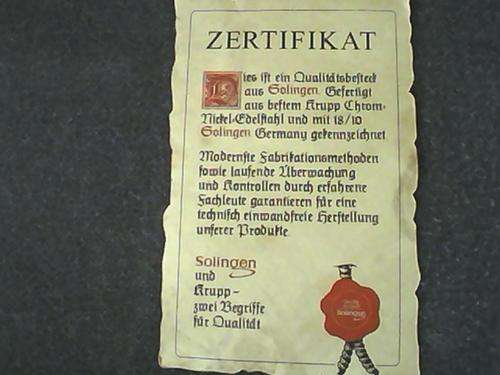 ZERTIFIKAT
Dies ist ein Qualitätsbesteck
aus Solingen. Gefertigt
aus bestem Krupp Chrom-
Nickel-Edelstahl und mit 18/10
Solingen Germany gekennzeichnet.
Modernste Fabrikationsmethoden
sowie laufende Überwachung
und Kontrollen durch erfahrene
Fachleute garantieren für eine
technisch einwandfreie Herstellung
unserer Produkte.
Solingen
und
Krupp-
zwei Begriffe
für Qualität
Solingen